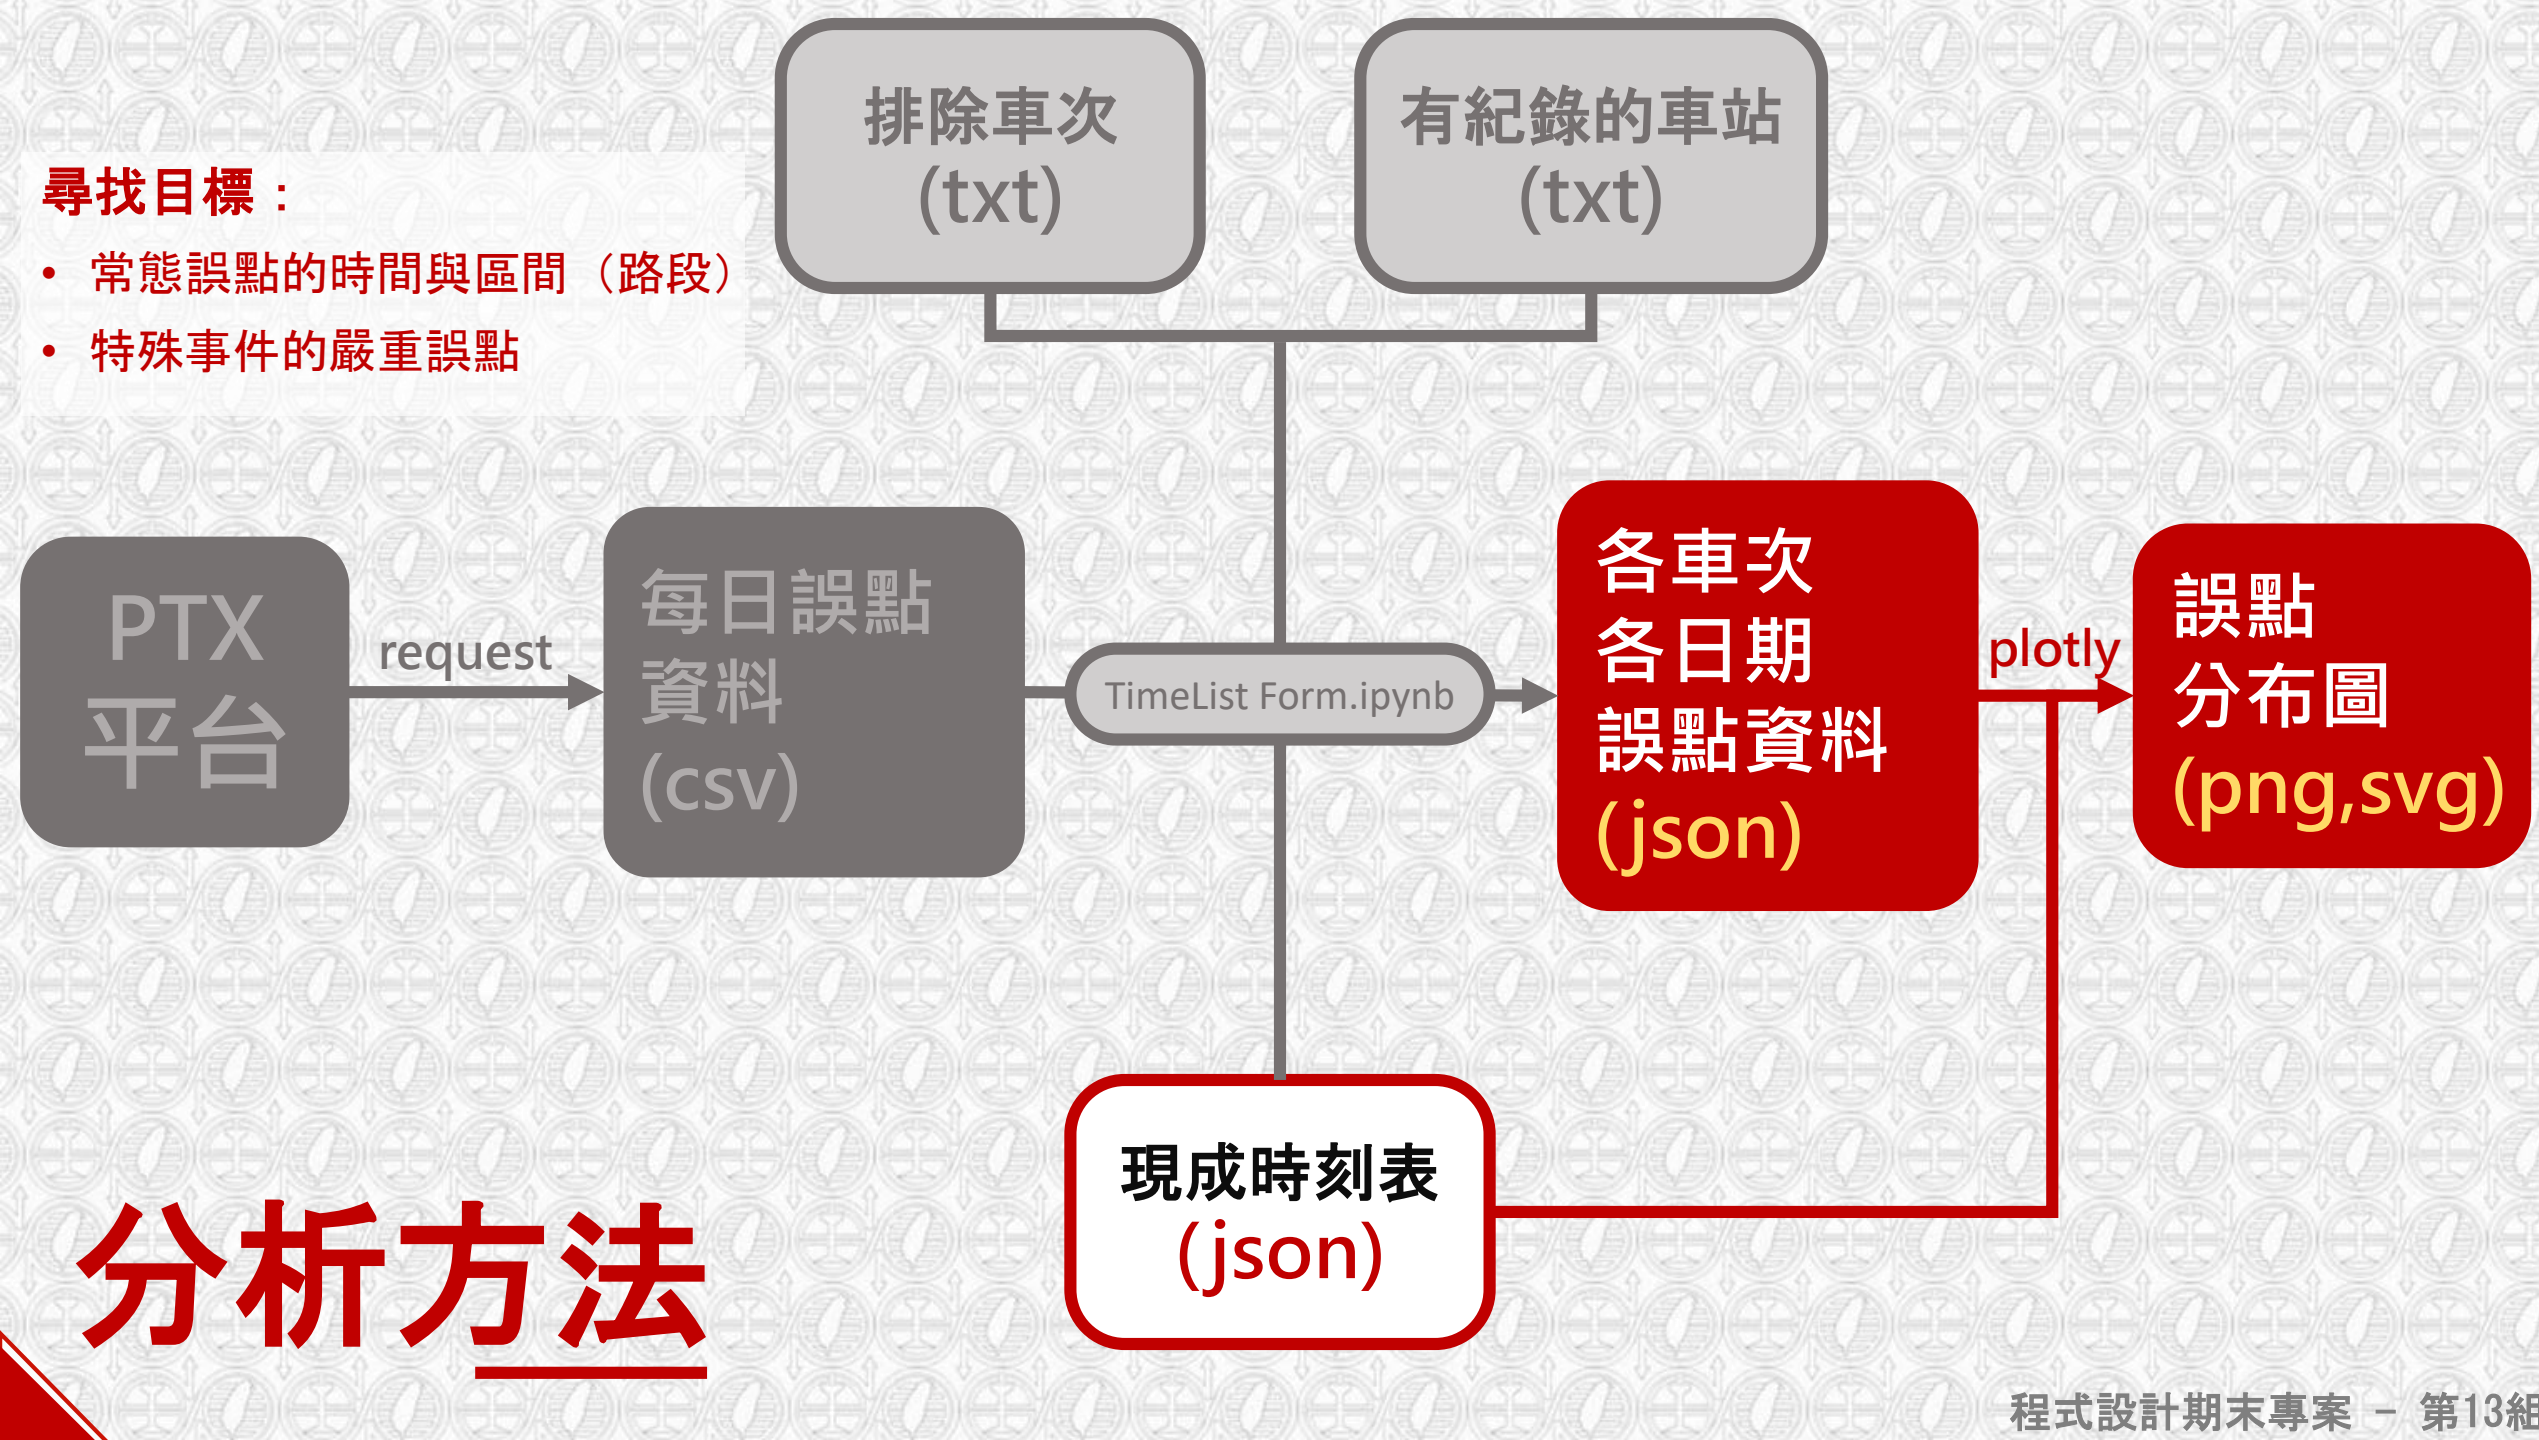 排除車次
(txt)
有紀錄的車站
(txt)
尋找目標：
• 常態誤點的時間與區間（路段）
• 特殊事件的嚴重誤點
PTX
平台
request
每日誤點
資料
(csv)
TimeList Form.ipynb
各車次
各日期
誤點資料
(json)
plotly
誤點
分布圖
(png,svg)
現成時刻表
(json)
分析方法
程式設計期末專案 - 第13組